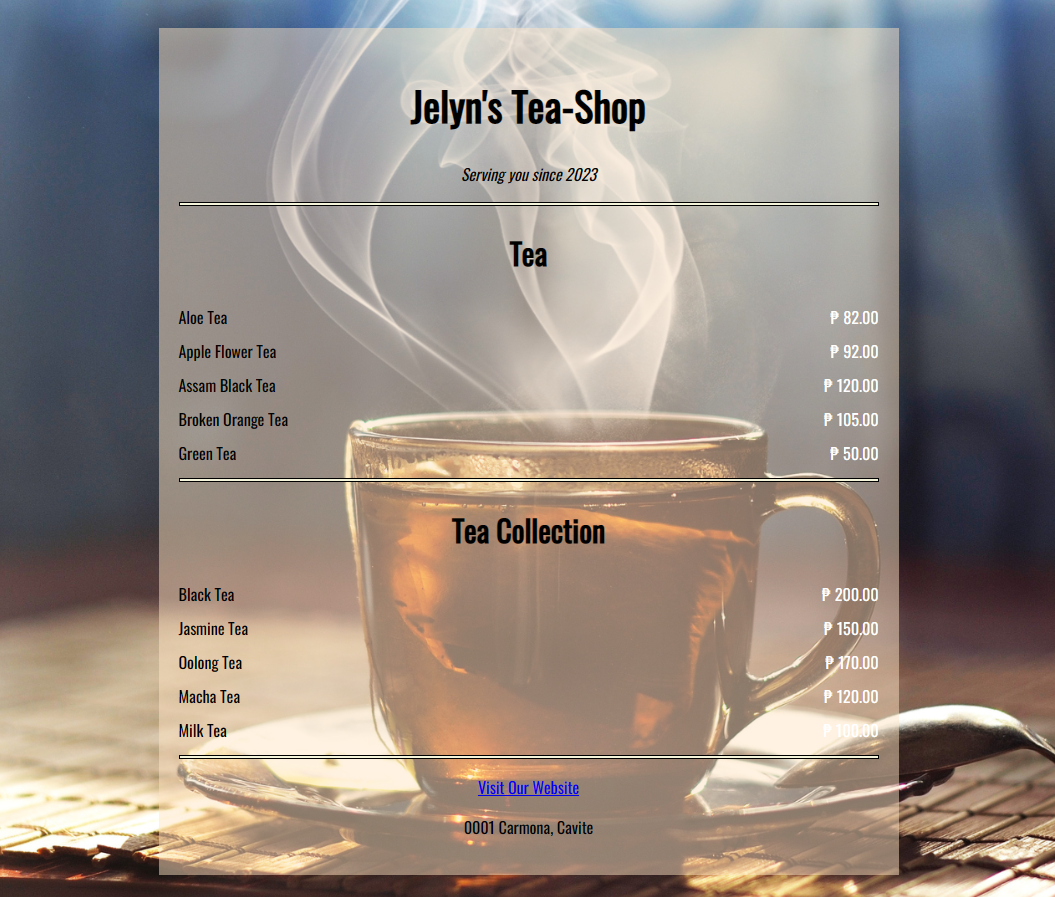 Jelyn's Tea-Shop
Serving you since 2023
Tea
Aloe Tea ₱ 82.00
Apple Flower Tea ₱ 92.00
Assam Black Tea ₱ 120.00
Broken Orange Tea ₱ 105.00
Green Tea ₱ 50.00
Tea Collection
Black Tea ₱ 200.00
Jasmine Tea ₱ 150.00
Oolong Tea ₱ 170.00
Macha Tea ₱ 120.00
Milk Tea ₱ 100.00
Visit Our Website
0001 Carmona, Cavite